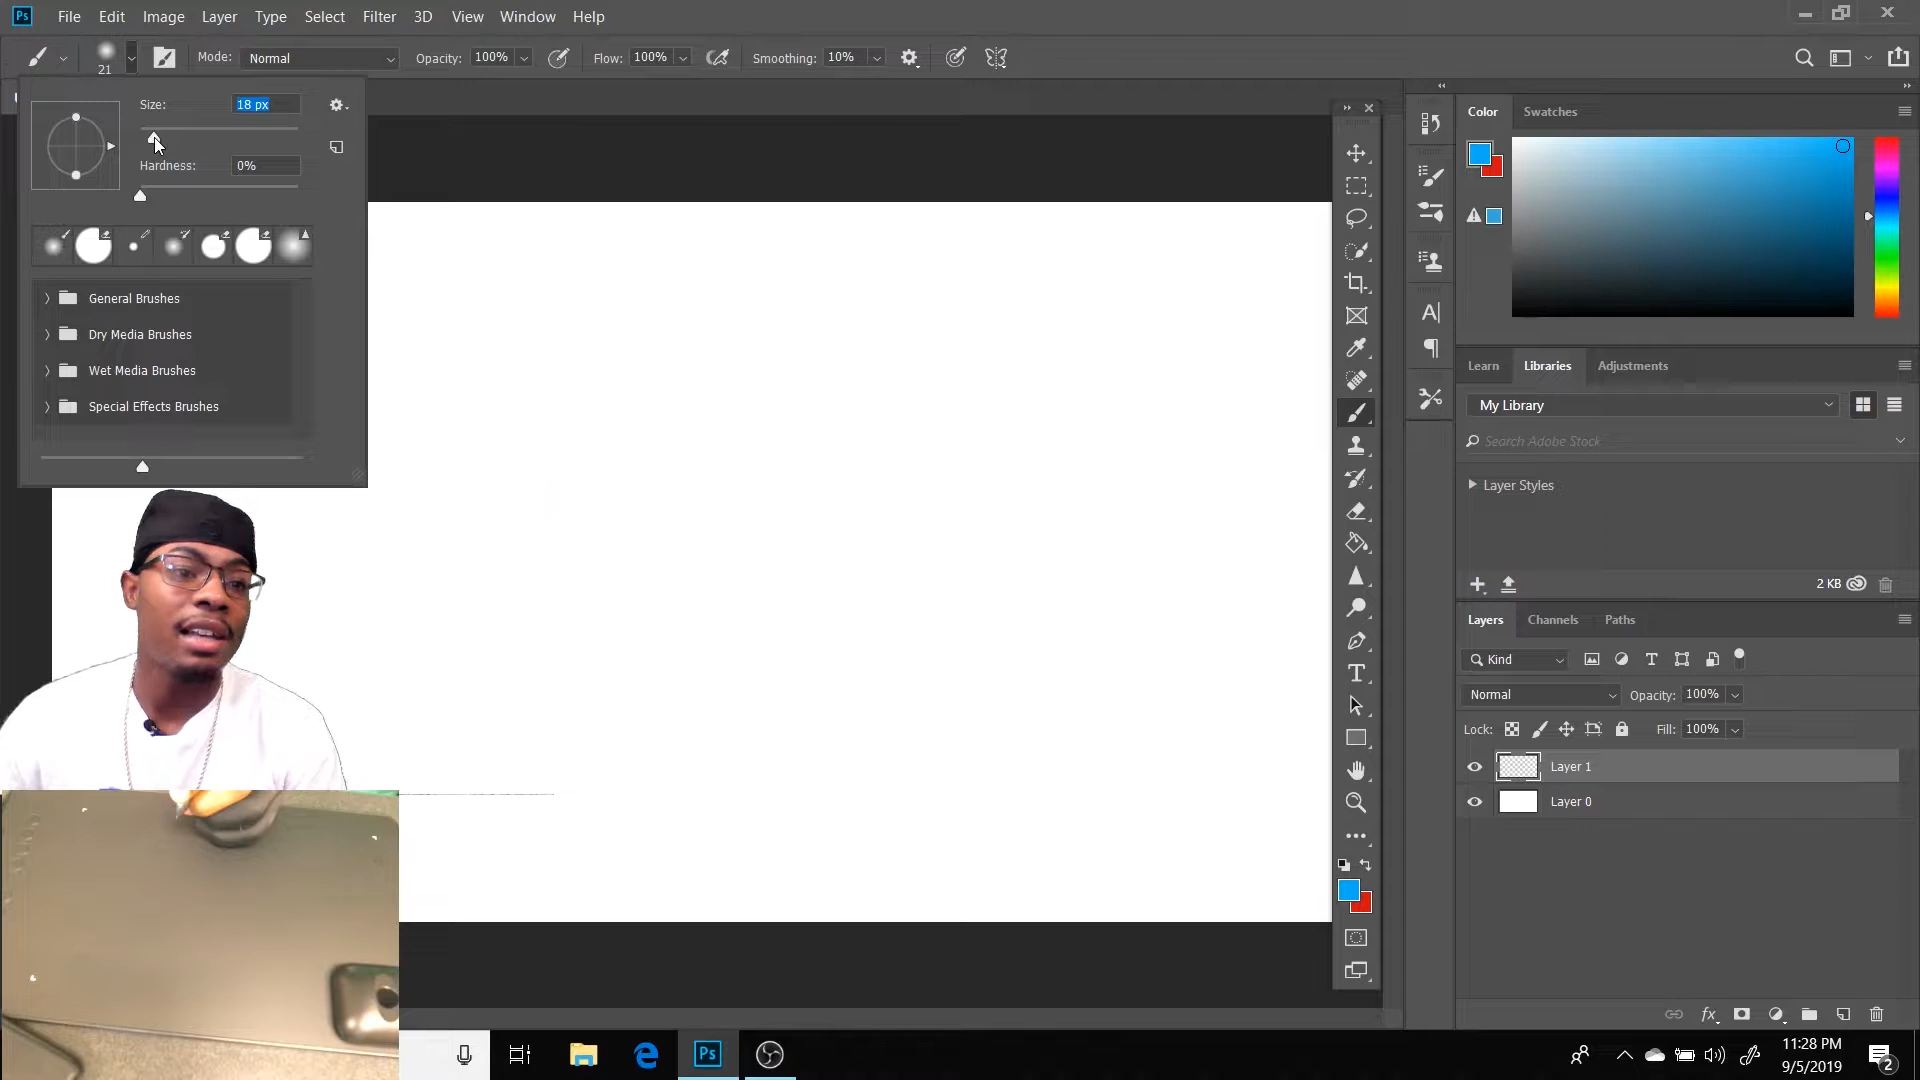 Ps File Edit Image Layer Type Select Filter 3D View Window Help
21 Mode: Normal Opacity: 100% Flow: 100% Smoothing: 10%
Size: 18 px
Hardness: 0%
General Brushes
Dry Media Brushes
Wet Media Brushes
Special Effects Brushes
Color Swatches
Learn Libraries Adjustments
My Library
Search Adobe Stock
Layer Styles
2 KB
Layers Channels Paths
Kind
Normal Opacity: 100%
Lock: Fill: 100%
Layer 1
Layer 0
fx
Ps
11:28 PM
9/5/2019
2